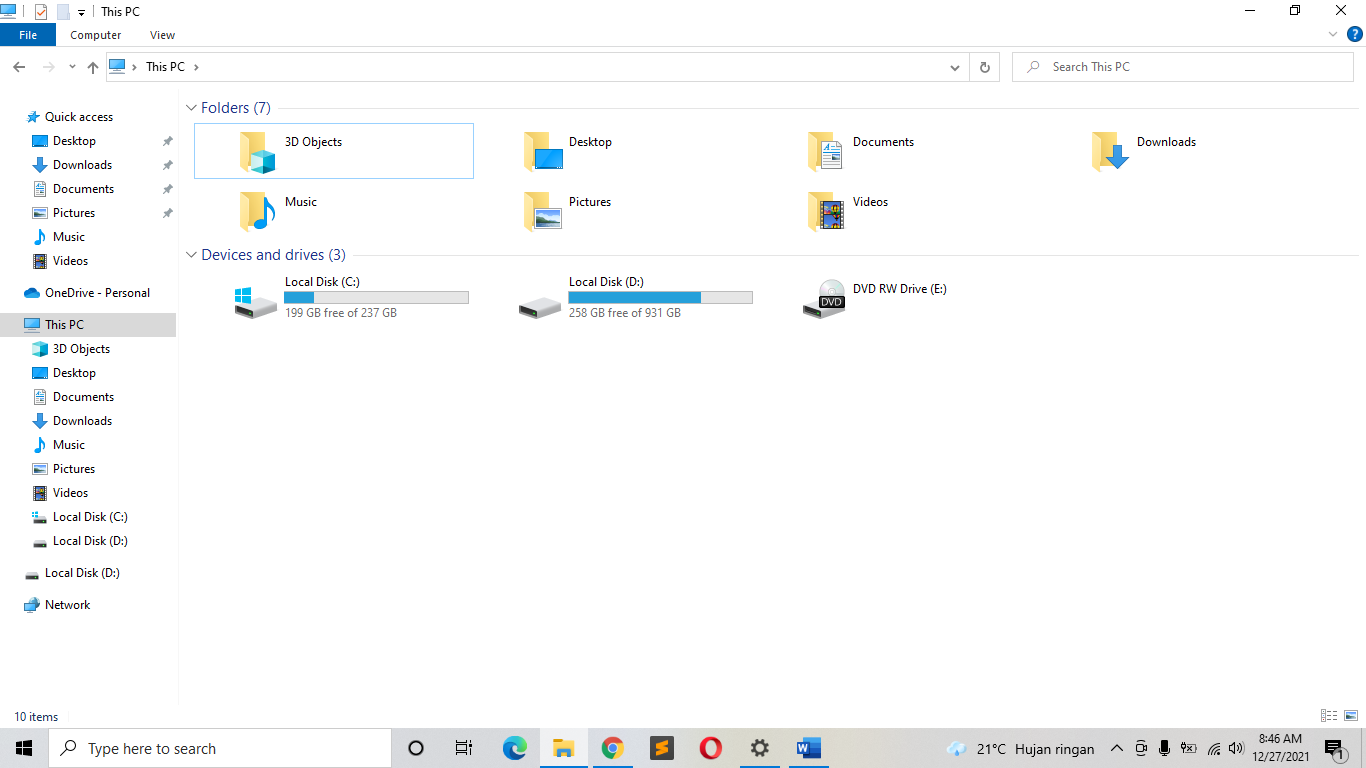 This PC
File Computer View
This PC
Search This PC
Quick access
Desktop
Downloads
Documents
Pictures
Music
Videos
OneDrive - Personal
This PC
3D Objects
Desktop
Documents
Downloads
Music
Pictures
Videos
Local Disk (C:)
Local Disk (D:)
Local Disk (D:)
Network
Folders (7)
3D Objects
Desktop
Documents
Downloads
Music
Pictures
Videos
Devices and drives (3)
Local Disk (C:)
199 GB free of 237 GB
Local Disk (D:)
258 GB free of 931 GB
DVD
DVD RW Drive (E:)
10 items
Type here to search
21°C Hujan ringan
8:46 AM
12/27/2021
1